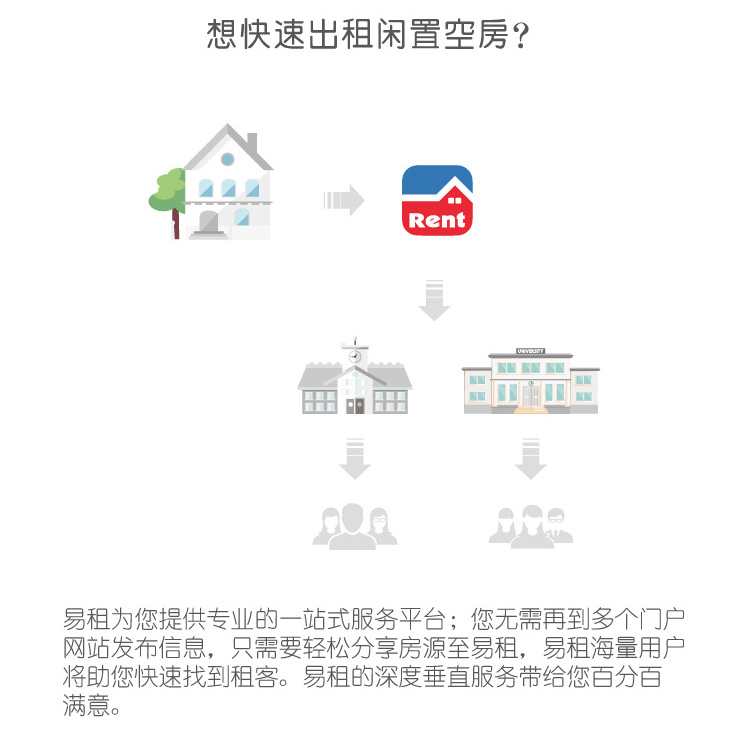 想快速出租闲置空房?
Rent
UNIVERSITY
易租为您提供专业的一站式服务平台；您无需再到多个门户
网站发布信息，只需要轻松分享房源至易租，易租海量用户
将助您快速找到租客。易租的深度垂直服务带给您百分百
满意。